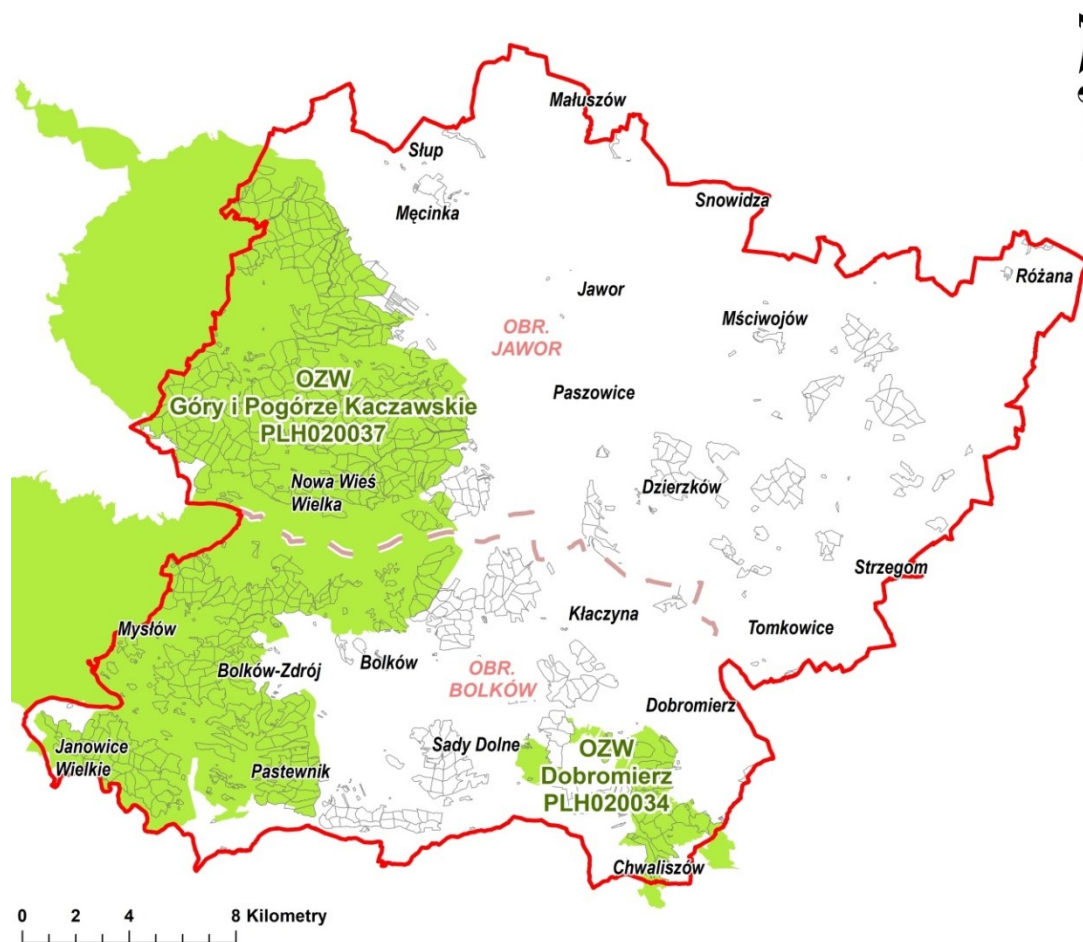 Małuszów
Słup
Męcinka
Snowidza
Różana
Jawor
Mściwojów
OBR.
JAWOR
OZW
Góry i Pogórze Kaczawskie
PLH020037
Paszowice
Nowa Wieś
Wielka
Dzierzków
Strzegom
Kłaczyna
Tomkowice
Mysłów
Bolków-Zdrój
Bolków
OBR.
BOLKÓW
Dobromierz
Janowice
Wielkie
Pastewnik
Sady Dolne
OZW
Dobromierz
PLH020034
Chwaliszów
0 2 4 8 Kilometry